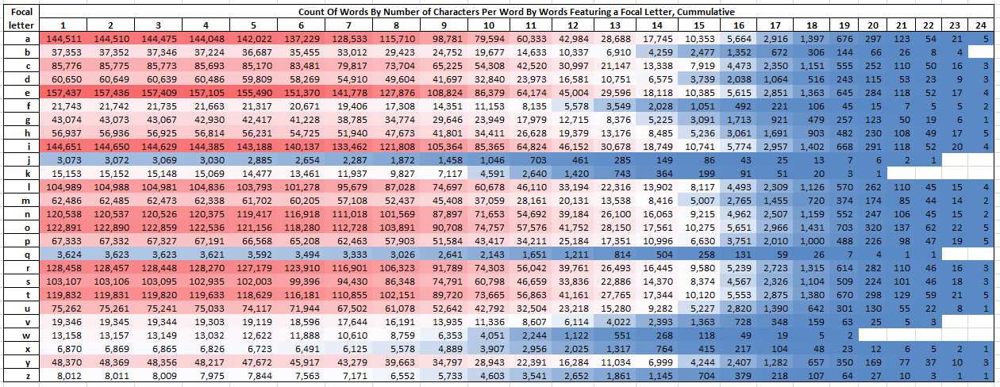 Focal Count Of Words By Number of Characters Per Word By Words Featuring a Focal Letter, Cummulative
letter 1 2 3 4 5 6 7 8 9 10 11 12 13 14 15 16 17 18 19 20 21 22 23 24
a 144,511 144,510 144,475 144,048 142,022 137,229 128,533 115,710 98,781 79,594 60,333 42,984 28,688 17,745 10,353 5,664 2,916 1,397 676 297 123 54 21 5
b 37,353 37,352 37,346 37,224 36,687 35,455 33,012 29,423 24,752 19,677 14,633 10,337 6,910 4,259 2,477 1,352 672 306 144 66 26 8 4
c 85,776 85,775 85,773 85,693 85,170 83,481 79,817 73,704 65,225 54,308 42,520 30,997 21,147 13,338 7,919 4,473 2,350 1,151 555 252 110 50 16 3
d 60,650 60,649 60,639 60,486 59,809 58,269 54,910 49,604 41,697 32,840 23,973 16,581 10,751 6,575 3,739 2,038 1,064 516 243 115 53 23 9 3
e 157,437 157,436 157,409 157,105 155,490 151,370 141,778 127,876 108,824 86,379 64,174 45,004 29,596 18,118 10,385 5,615 2,851 1,363 645 284 118 52 17 4
f 21,743 21,742 21,735 21,663 21,317 20,671 19,406 17,308 14,351 11,153 8,135 5,578 3,549 2,028 1,051 492 221 106 45 15 7 5 5 2
g 43,074 43,073 43,067 42,930 42,417 41,228 38,785 34,774 29,646 23,949 17,979 12,715 8,376 5,225 3,091 1,713 921 479 257 123 50 19 6 1
h 56,937 56,936 56,925 56,814 56,231 54,725 51,940 47,673 41,801 34,411 26,628 19,379 13,176 8,485 5,236 3,061 1,691 903 482 230 108 49 17 5
i 144,651 144,650 144,629 144,385 143,188 140,137 133,462 121,808 105,364 85,365 64,824 46,152 30,678 18,749 10,741 5,774 2,957 1,402 668 291 118 52 20 4
j 3,073 3,072 3,069 3,030 2,885 2,654 2,287 1,872 1,458 1,046 703 461 285 149 86 43 25 13 7 6 2 1
k 15,153 15,152 15,148 15,069 14,477 13,461 11,937 9,827 7,117 4,591 2,640 1,420 743 364 199 91 51 20 3 1
l 104,989 104,988 104,981 104,836 103,793 101,278 95,679 87,028 74,697 60,678 46,110 33,194 22,316 13,902 8,117 4,493 2,309 1,126 570 262 110 45 15 4
m 62,486 62,485 62,473 62,338 61,702 60,205 57,108 52,437 45,408 37,059 28,161 20,131 13,538 8,416 5,007 2,765 1,455 720 374 174 85 44 14 2
n 120,538 120,537 120,526 120,375 119,417 116,918 111,018 101,569 87,897 71,653 54,692 39,184 26,100 16,063 9,215 4,962 2,507 1,159 552 247 106 45 15 2
o 122,891 122,890 122,859 122,536 121,156 118,280 112,728 103,891 90,708 74,757 57,576 41,752 28,150 17,561 10,275 5,651 2,966 1,431 703 320 137 62 22 5
p 67,333 67,332 67,327 67,191 66,568 65,208 62,463 57,903 51,584 43,417 34,211 25,184 17,351 10,996 6,630 3,751 2,010 1,000 488 226 98 47 19 5
q 3,624 3,623 3,623 3,621 3,592 3,494 3,333 3,026 2,641 2,143 1,651 1,211 814 504 258 131 59 26 7 4 1 1
r 128,458 128,457 128,448 128,270 127,179 123,910 116,901 106,323 91,789 74,303 56,042 39,761 26,493 16,445 9,580 5,239 2,723 1,315 614 282 110 46 16 3
s 103,107 103,106 103,095 102,935 102,003 99,396 94,430 86,348 74,791 60,798 46,659 33,836 22,888 14,370 8,374 4,567 2,326 1,104 509 224 101 46 18 3
t 119,832 119,831 119,820 119,633 118,629 116,181 110,855 102,151 89,720 73,665 56,863 41,161 27,765 17,344 10,120 5,553 2,875 1,380 670 298 129 59 21 5
u 75,262 75,261 75,241 75,033 74,117 71,944 67,502 61,078 52,642 42,792 32,504 23,218 15,280 9,282 5,227 2,820 1,390 642 301 130 55 22 8 1
v 19,346 19,345 19,344 19,303 19,119 18,596 17,644 16,191 13,935 11,336 8,607 6,114 4,022 2,393 1,363 728 348 159 63 25 5 3
w 13,158 13,157 13,149 13,032 12,622 11,888 10,610 8,759 6,353 4,051 2,244 1,122 551 268 118 49 19 5 2
x 6,870 6,869 6,865 6,826 6,723 6,491 6,125 5,578 4,889 3,907 2,956 2,025 1,317 764 415 217 104 48 23 12 6 5 2 1
y 48,370 48,369 48,356 48,217 47,672 45,917 43,279 39,663 34,797 28,943 22,391 16,284 11,034 6,999 4,244 2,407 1,282 657 350 169 77 37 10 3
z 8,012 8,011 8,009 7,975 7,844 7,563 7,171 6,552 5,733 4,603 3,541 2,652 1,861 1,145 704 379 218 107 64 27 10 3 1 1